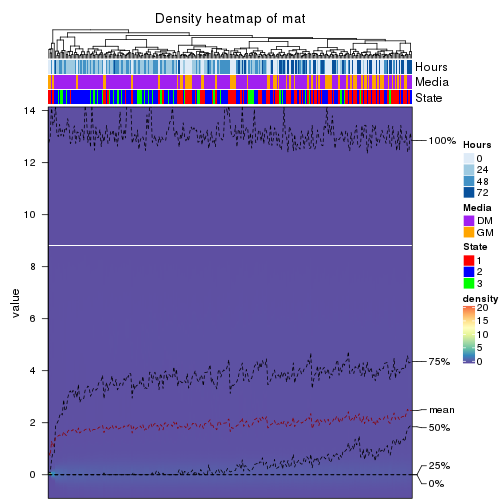 Density heatmap of mat
Hours
Media
State
14
12
10
8
6
4
2
0
value
100%
75%
mean
50%
25%
0%
Hours
0
24
48
72
Media
DM
GM
State
1
2
3
density
20
15
10
5
0